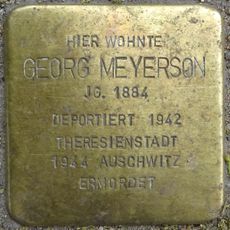 HIER WOHNTE
GEORG MEYERSON
JG. 1884
DEPORTIERT 1942
THERESIENSTADT
1944 AUSCHWITZ
ERMORDET